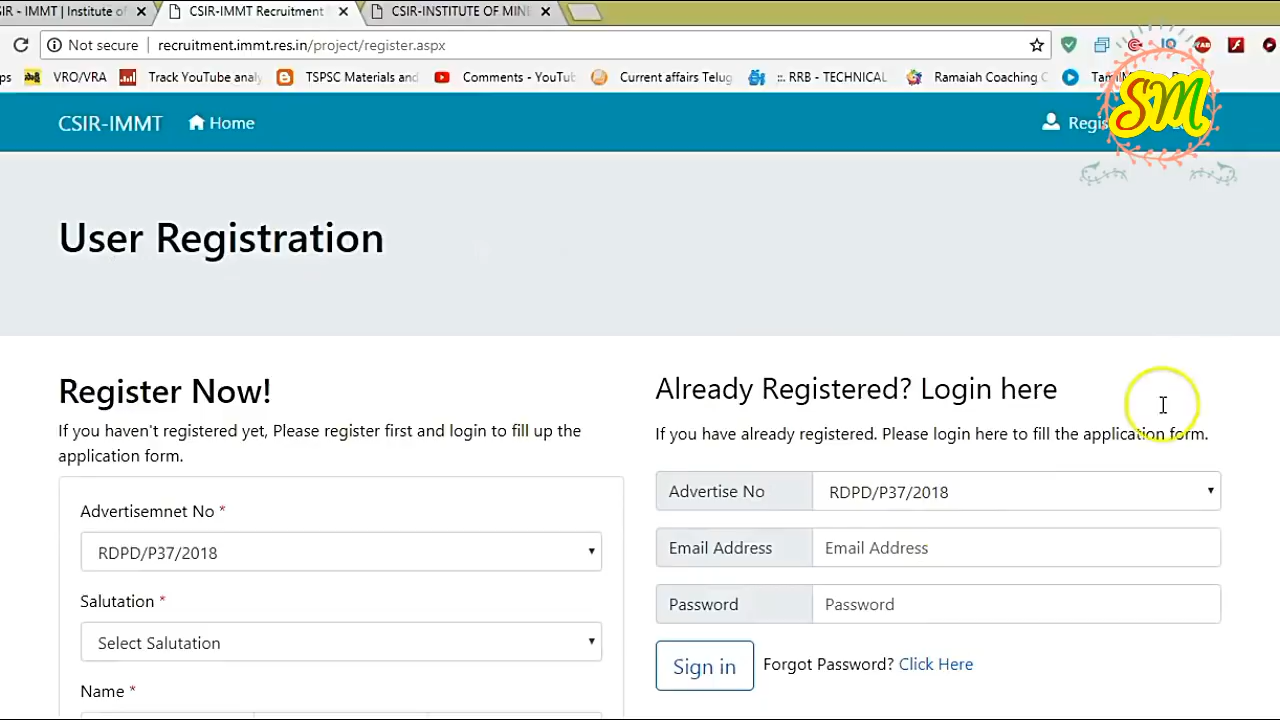 SIR - IMMT | Institute of
CSIR-IMMT Recruitment
CSIR-INSTITUTE OF MINE
Not secure
recruitment.immt.res.in/project/register.aspx
ps
VRO/VRA
Track YouTube analy
TSPSC Materials and
Comments - YouTub
Current affairs Telug
::. RRB - TECHNICAL
Ramaiah Coaching C
SM
CSIR-IMMT
Home
Regi
User Registration
Register Now!
If you haven't registered yet, Please register first and login to fill up the
application form.
Advertisemnet No *
RDPD/P37/2018
Salutation *
Select Salutation
Name *
Already Registered? Login here
If you have already registered. Please login here to fill the application form.
Advertise No
RDPD/P37/2018
Email Address
Email Address
Password
Password
Sign in
Forgot Password? Click Here